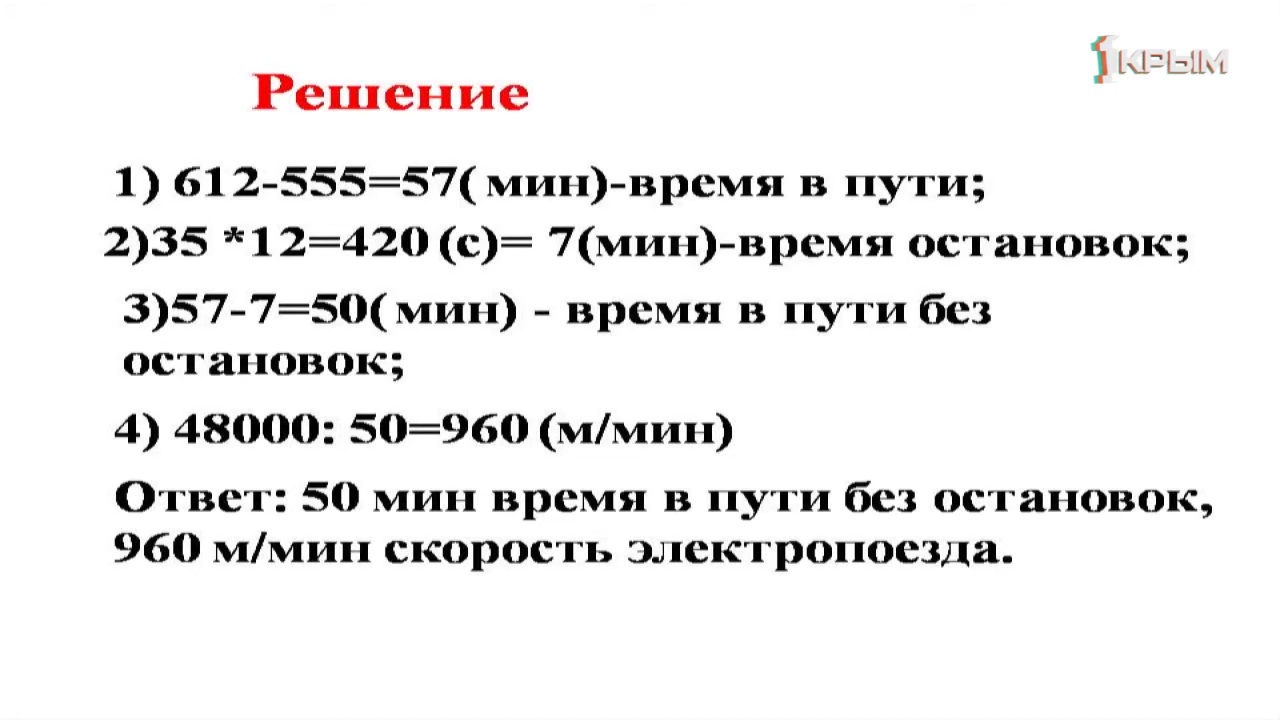 1КРЫМ
Решение
1) 612-555=57( мин)-время в пути;
2)35 *12=420 (с)= 7(мин)-время остановок;
3)57-7=50( мин) - время в пути без
остановок;
4) 48000: 50=960 (м/мин)
Ответ: 50 мин время в пути без остановок,
960 м/мин скорость электропоезда.